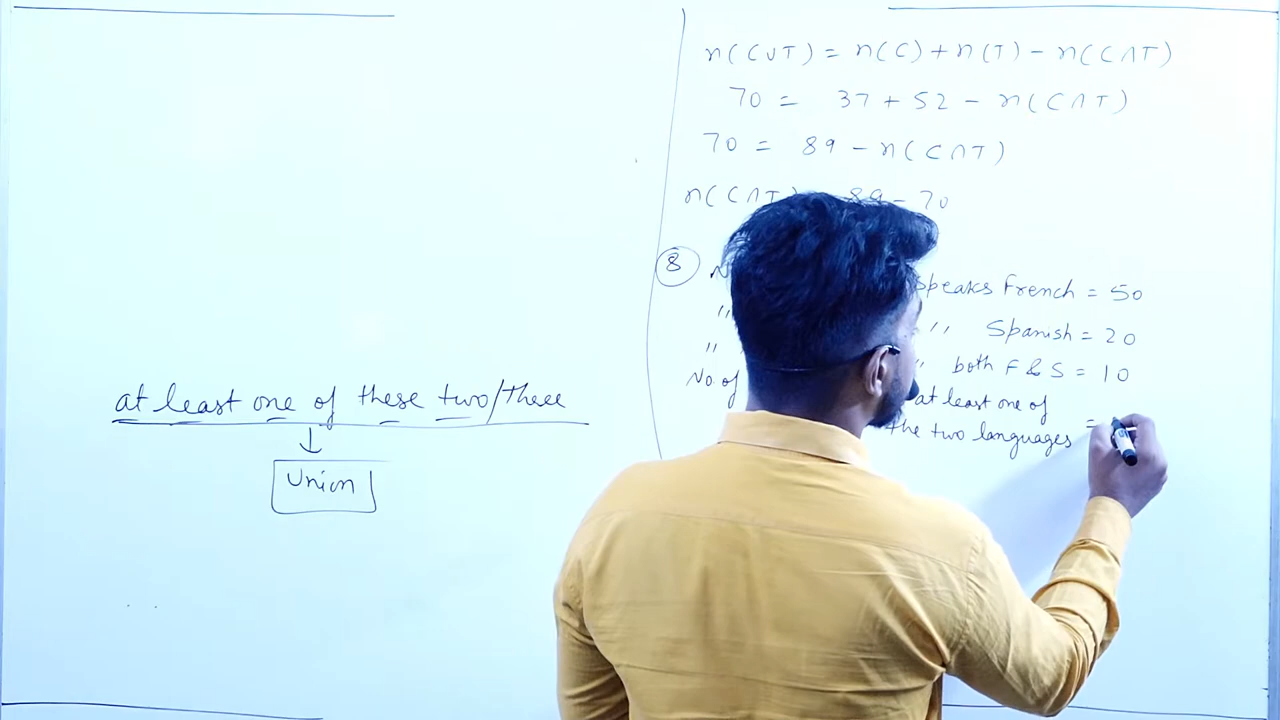 at least one of these two/three
↓
Union
n(C∪T) = n(C) + n(T) - n(C∩T)
70 = 37 + 52 - n(C∩T)
70 = 89 - n(C∩T)
n(C∩T) 89 - 70
8 speaks French = 50
" " Spanish = 20
" " both F & S = 10
No. of at least one of
the two languages =